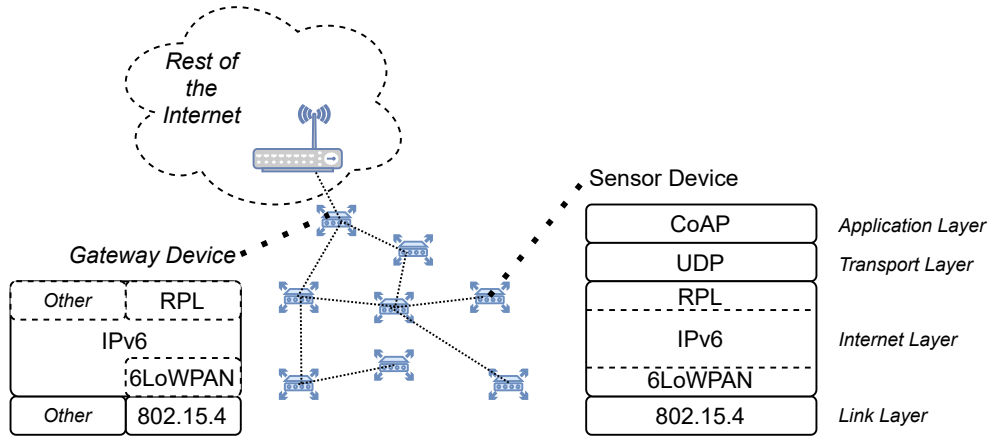 Rest of
the
Internet
Sensor Device
Gateway Device
Other
RPL
IPv6
6LoWPAN
Other
802.15.4
CoAP
Application Layer
UDP
Transport Layer
RPL
IPv6
Internet Layer
6LoWPAN
802.15.4
Link Layer